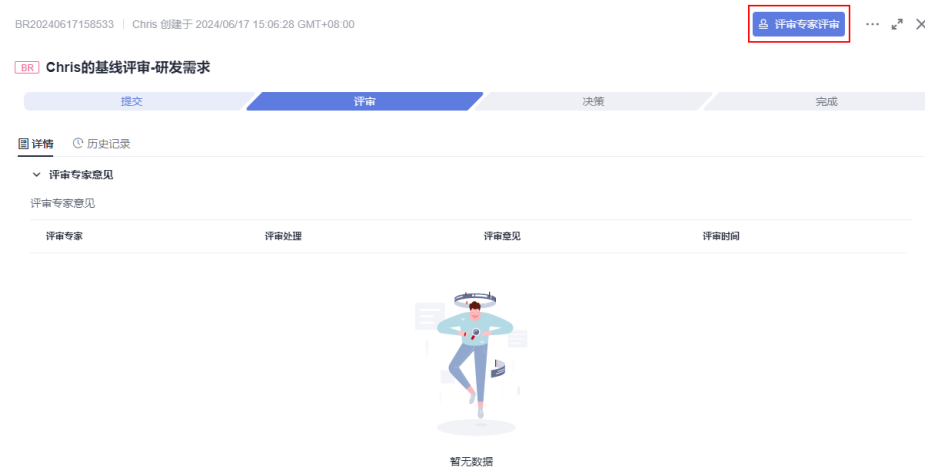 BR20240617158533 Chris 创建于 2024/06/17 15:06:28 GMT+08:00 评审专家评审
BR Chris的基线评审-研发需求
提交 评审 决策 完成
详情 历史记录
评审专家意见
评审专家意见
评审专家 评审处理 评审意见 评审时间
暂无数据